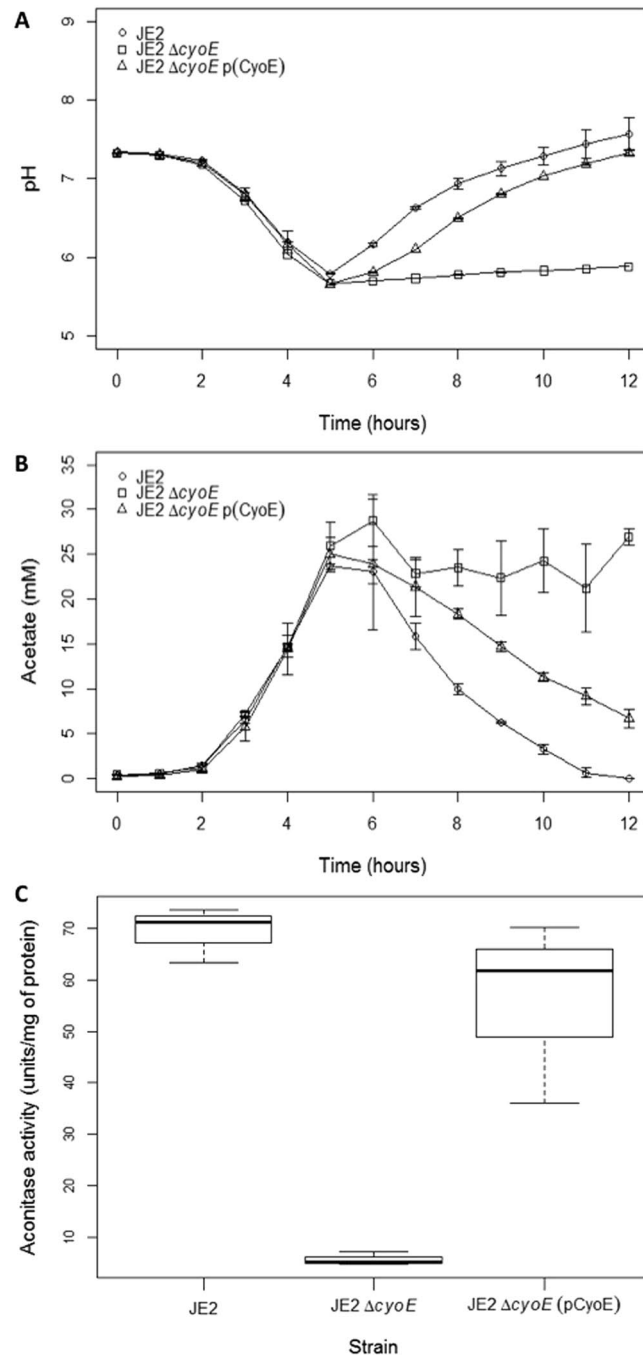 A
JE2
JE2 ΔcyoE
JE2 ΔcyoE p(CyoE)
9
8
7
6
5
pH
0 2 4 6 8 10 12
Time (hours)
B
JE2
JE2 ΔcyoE
JE2 ΔcyoE p(CyoE)
35
30
25
20
15
10
5
0
Acetate (mM)
0 2 4 6 8 10 12
Time (hours)
C
70
60
50
40
30
20
10
Aconitase activity (units/mg of protein)
JE2 JE2 ΔcyoE JE2 ΔcyoE (pCyoE)
Strain